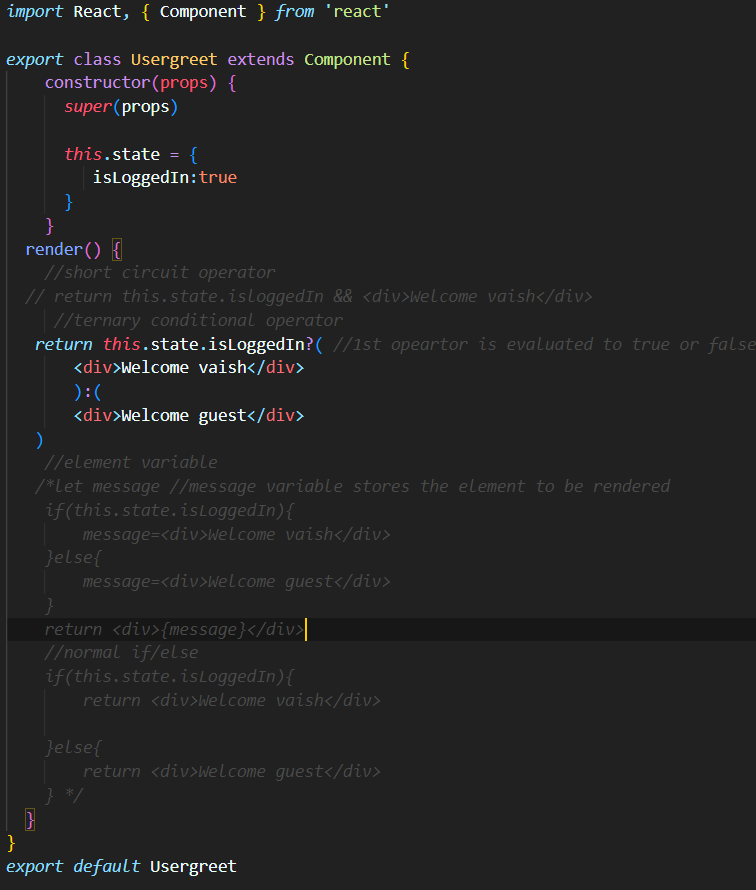 import React, { Component } from 'react'
export class Usergreet extends Component {
constructor(props) {
super(props)
this.state = {
isLoggedIn:true
}
}
render() {
//short circuit operator
// return this.state.isloggedIn && <div>Welcome vaish</div>
//ternary conditional operator
return this.state.isLoggedIn?( //1st opeartor is evaluated to true or false
<div>Welcome vaish</div>
):(
<div>Welcome guest</div>
)
//element variable
/*let message //message variable stores the element to be rendered
if(this.state.isLoggedIn){
message=<div>Welcome vaish</div>
}else{
message=<div>Welcome guest</div>
}
return <div>{message}</div>
//normal if/else
if(this.state.isLoggedIn){
return <div>Welcome vaish</div>
}else{
return <div>Welcome guest</div>
} */
}
}
export default Usergreet